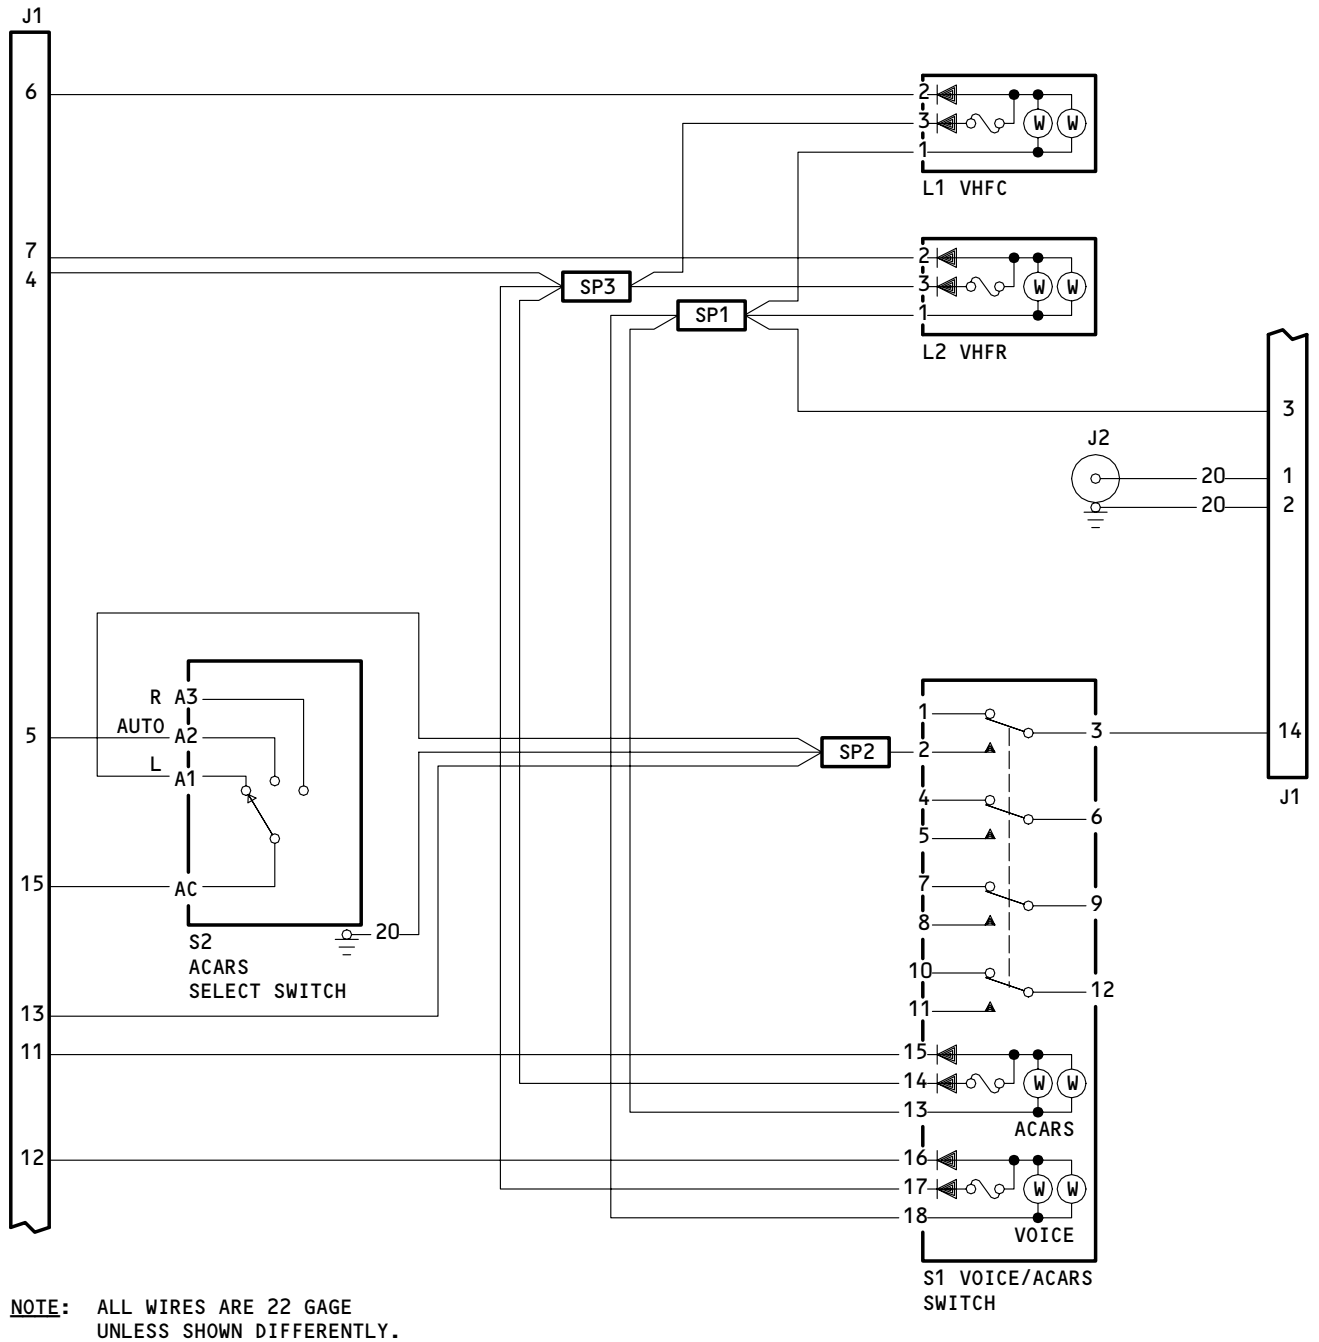 J1
6
2
3
W W
1
L1 VHFC
7
2
4
SP3
3
W W
SP1
1
L2 VHFR
3
J2
20
1
20
2
R A3
1
AUTO
5
A2
3
14
SP2
2
L
A1
J1
4
6
5
15
AC
7
9
8
20
S2
ACARS
SELECT SWITCH
10
12
11
13
11
15
14
W W
13
ACARS
12
16
17
W W
18
VOICE
S1 VOICE/ACARS
SWITCH
NOTE: ALL WIRES ARE 22 GAGE
UNLESS SHOWN DIFFERENTLY.